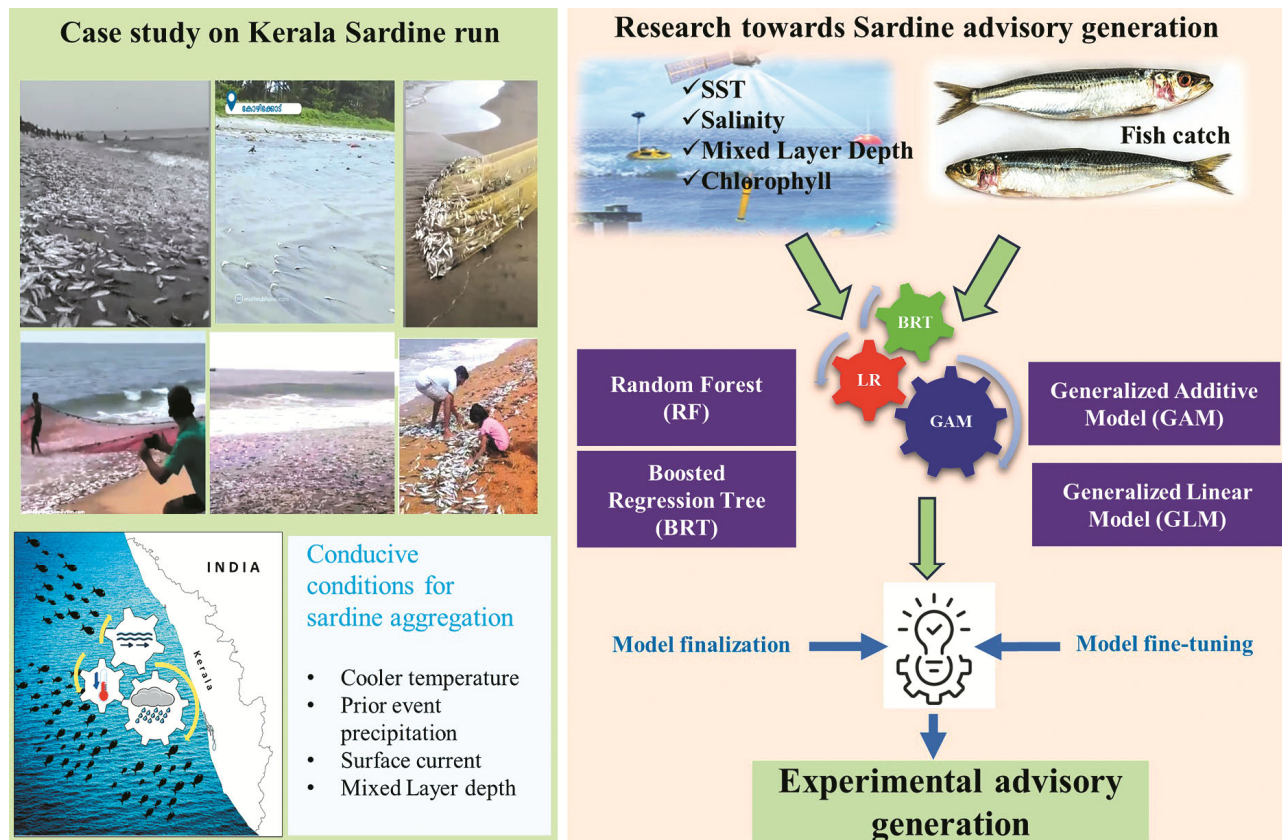 Case study on Kerala Sardine run
കോഴിക്കോട്
INDIA
Kerala
Conducive
conditions for
sardine aggregation
• Cooler temperature
• Prior event
precipitation
• Surface current
• Mixed Layer depth
Research towards Sardine advisory generation
✓SST
✓Salinity
✓Mixed Layer Depth
✓Chlorophyll
Fish catch
BRT
LR
GAM
Random Forest
(RF)
Boosted
Regression Tree
(BRT)
Generalized Additive
Model (GAM)
Generalized Linear
Model (GLM)
Model finalization
Model fine-tuning
Experimental advisory
generation